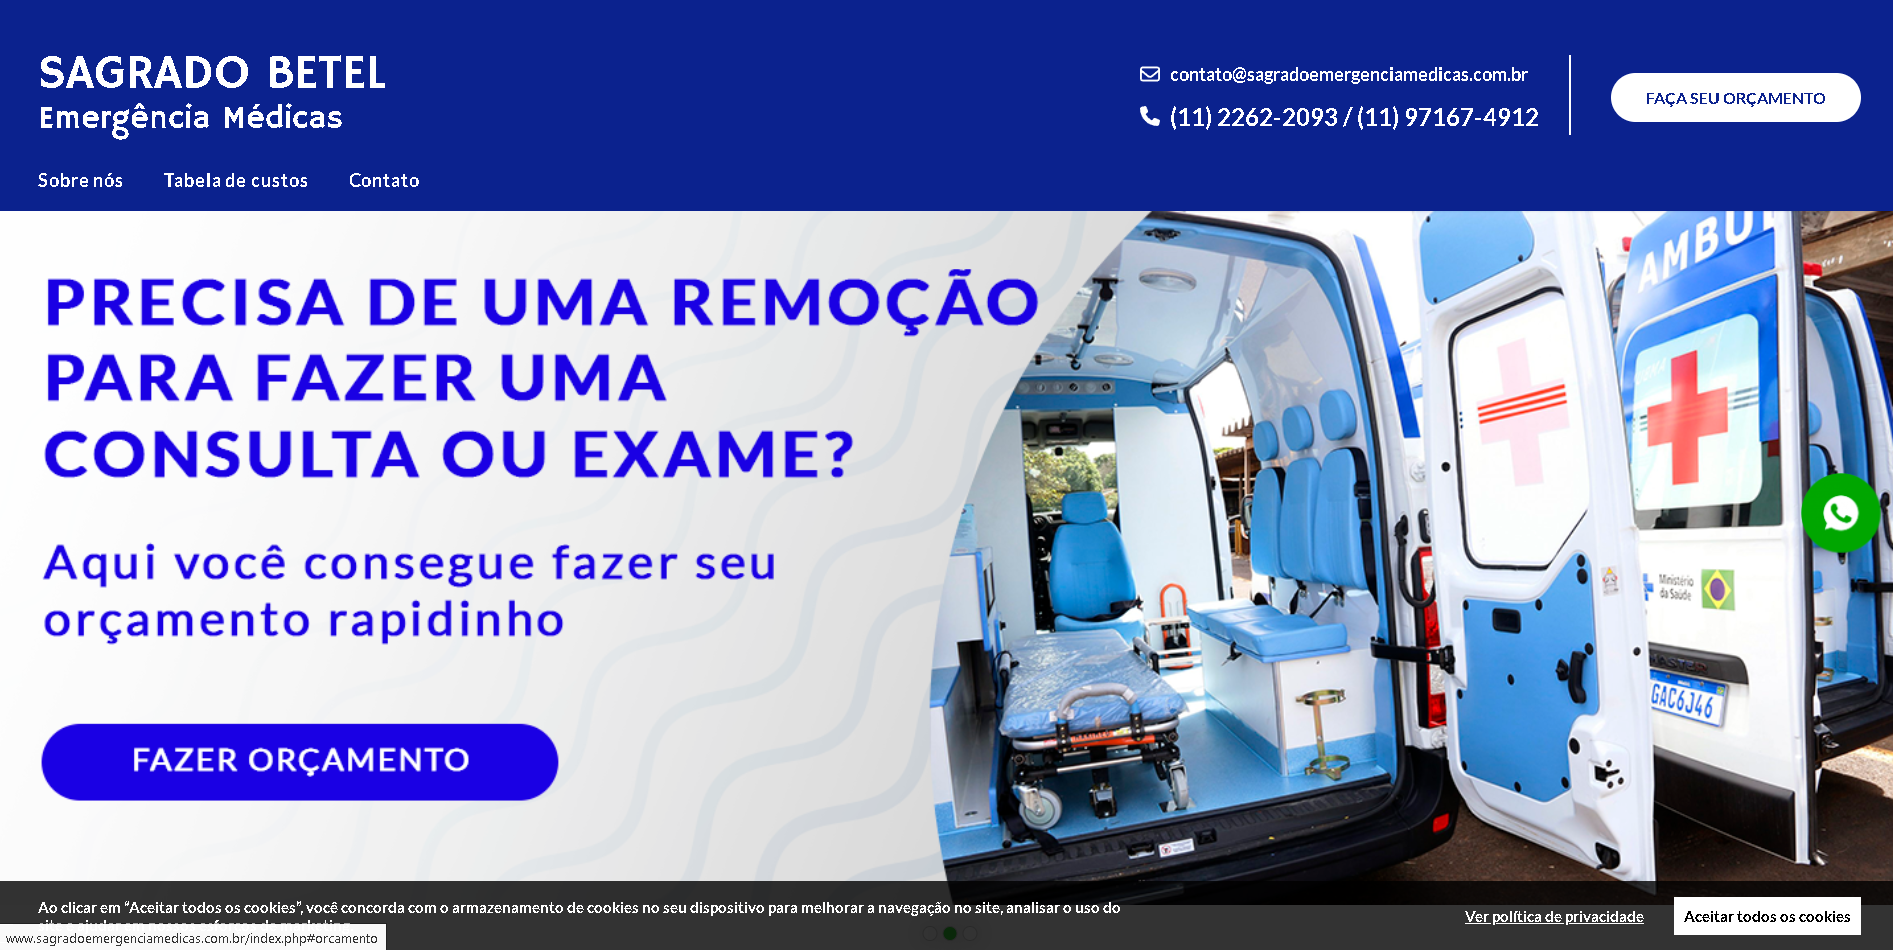 SAGRADO BETEL
Emergência Médicas
contato@sagradoemergenciamedicas.com.br
(11) 2262-2093 / (11) 97167-4912
FAÇA SEU ORÇAMENTO
Sobre nós
Tabela de custos
Contato
PRECISA DE UMA REMOÇÃO
PARA FAZER UMA
CONSULTA OU EXAME?
Aqui você consegue fazer seu
orçamento rapidinho
FAZER ORÇAMENTO
AMBU
Ministério
da Saúde
GAC6J46
Ao clicar em “Aceitar todos os cookies”, você concorda com o armazenamento de cookies no seu dispositivo para melhorar a navegação no site, analisar o uso do
Ver política de privacidade
Aceitar todos os cookies
www.sagradoemergenciamedicas.com.br/index.php#orcamento